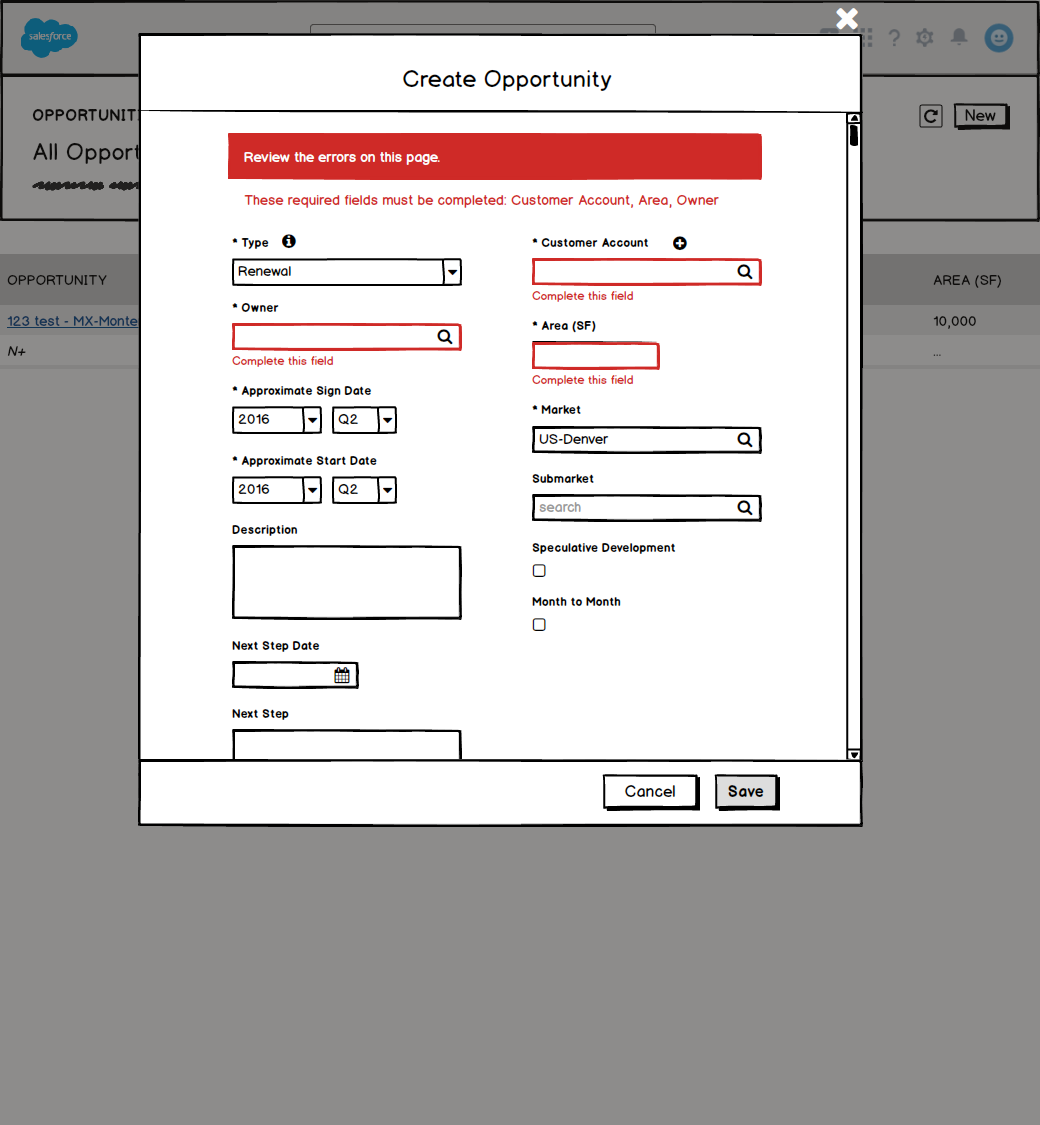 salesforce
Create Opportunity
OPPORTUNIT
New
All Opport
Review the errors on this page.
These required fields must be completed: Customer Account, Area, Owner
* Type
Renewal
* Owner
Complete this field
* Approximate Sign Date
2016 Q2
* Approximate Start Date
2016 Q2
Description
Next Step Date
Next Step
* Customer Account
Complete this field
* Area (SF)
Complete this field
* Market
US-Denver
Submarket
search
Speculative Development
Month to Month
OPPORTUNITY
AREA (SF)
123 test - MX-Monte
10,000
N+
...
Cancel
Save